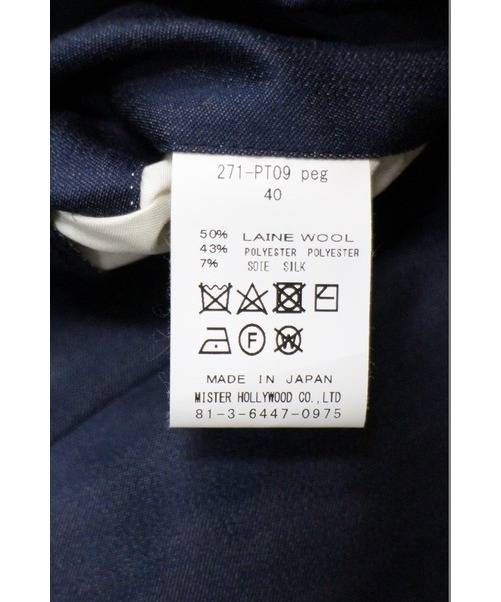 271-PT09 peg
40
50% LAINE WOOL
43% POLYESTER POLYESTER
7% SOIE SILK
F W
MADE IN JAPAN
MISTER HOLLYWOOD CO.,LTD
81-3-6447-0975